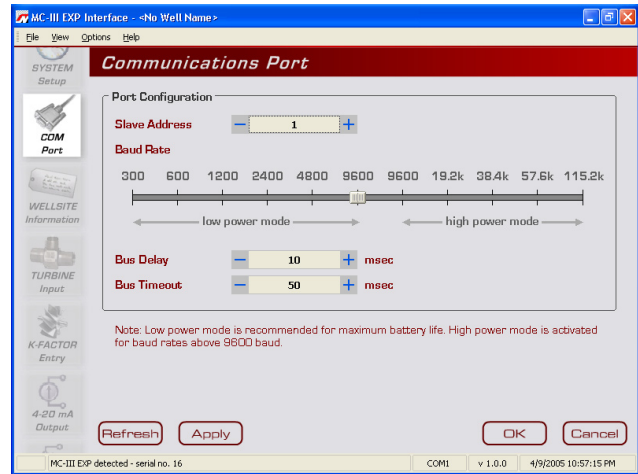 MC-III EXP Interface - <No Well Name>
File View Options Help
SYSTEM
Setup
COM
Port
WELLSITE
Information
TURBINE
Input
K-FACTOR
Entry
4-20 mA
Output
Communications Port
Port Configuration
Slave Address 1
Baud Rate
300 600 1200 2400 4800 9600 9600 19.2k 38.4k 57.6k 115.2k
low power mode high power mode
Bus Delay 10 msec
Bus Timeout 50 msec
Note: Low power mode is recommended for maximum battery life. High power mode is activated
for baud rates above 9600 baud.
Refresh Apply OK Cancel
MC-III EXP detected - serial no. 16 COM1 v 1.0.0 4/9/2005 10:57:15 PM